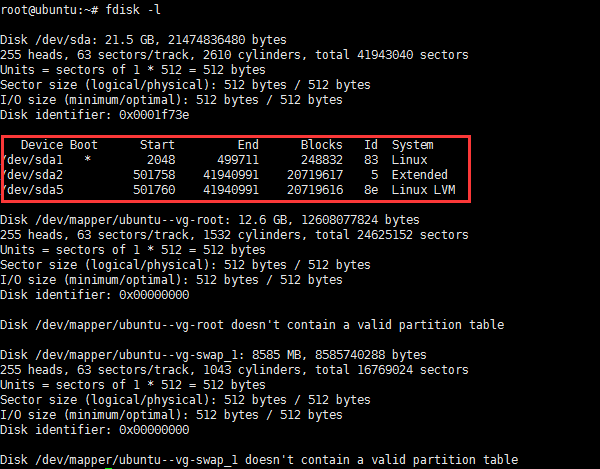 root@ubuntu:~# fdisk -l
Disk /dev/sda: 21.5 GB, 21474836480 bytes
255 heads, 63 sectors/track, 2610 cylinders, total 41943040 sectors
Units = sectors of 1 * 512 = 512 bytes
Sector size (logical/physical): 512 bytes / 512 bytes
I/O size (minimum/optimal): 512 bytes / 512 bytes
Disk identifier: 0x0001f73e
Device Boot Start End Blocks Id System
/dev/sda1 * 2048 499711 248832 83 Linux
/dev/sda2 501758 41940991 20719617 5 Extended
/dev/sda5 501760 41940991 20719616 8e Linux LVM
Disk /dev/mapper/ubuntu--vg-root: 12.6 GB, 12608077824 bytes
255 heads, 63 sectors/track, 1532 cylinders, total 24625152 sectors
Units = sectors of 1 * 512 = 512 bytes
Sector size (logical/physical): 512 bytes / 512 bytes
I/O size (minimum/optimal): 512 bytes / 512 bytes
Disk identifier: 0x00000000
Disk /dev/mapper/ubuntu--vg-root doesn't contain a valid partition table
Disk /dev/mapper/ubuntu--vg-swap_1: 8585 MB, 8585740288 bytes
255 heads, 63 sectors/track, 1043 cylinders, total 16769024 sectors
Units = sectors of 1 * 512 = 512 bytes
Sector size (logical/physical): 512 bytes / 512 bytes
I/O size (minimum/optimal): 512 bytes / 512 bytes
Disk identifier: 0x00000000
Disk /dev/mapper/ubuntu--vg-swap_1 doesn't contain a valid partition table